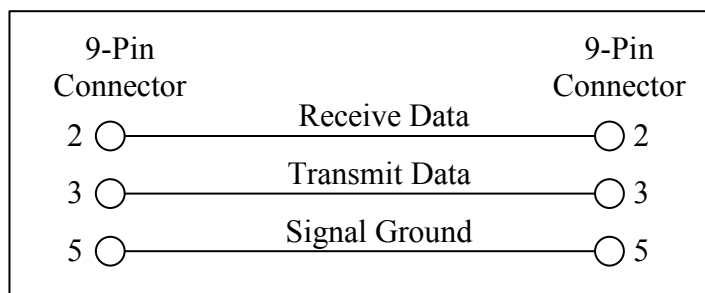 9-Pin
Connector
9-Pin
Connector
2 Receive Data 2
3 Transmit Data 3
5 Signal Ground 5